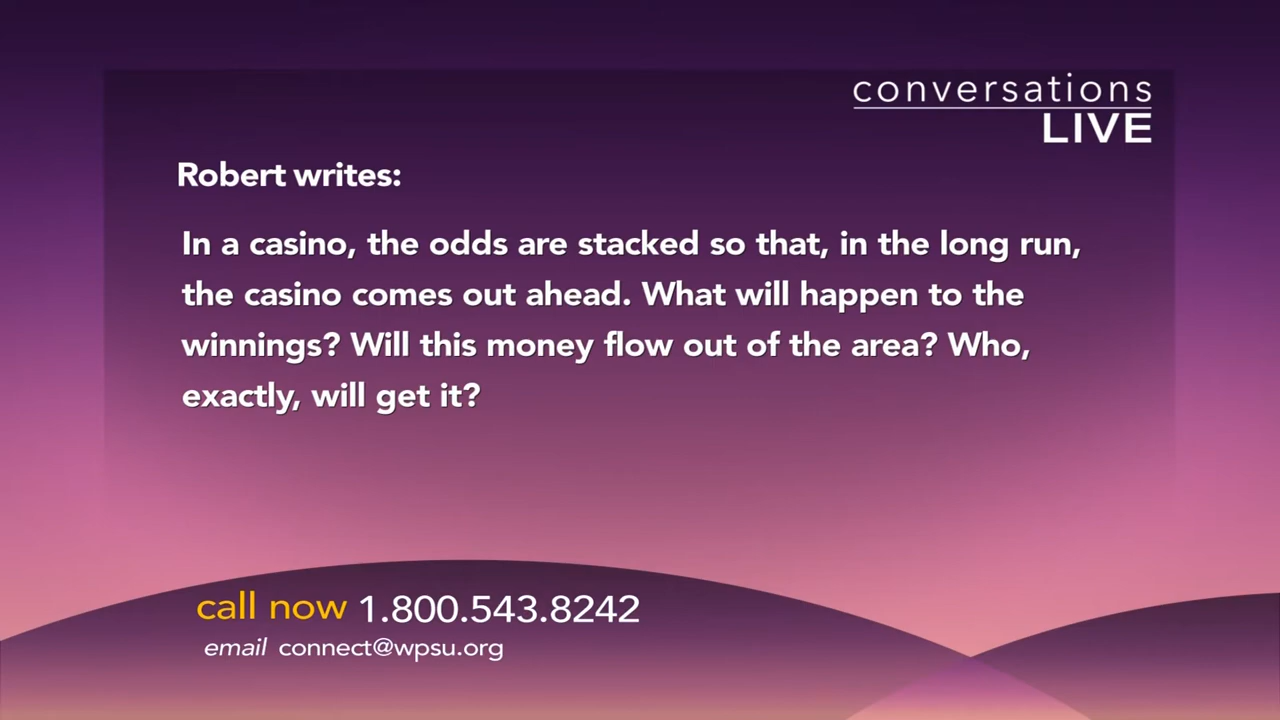 conversations
LIVE
Robert writes:
In a casino, the odds are stacked so that, in the long run,
the casino comes out ahead. What will happen to the
winnings? Will this money flow out of the area? Who,
exactly, will get it?
call now 1.800.543.8242
email connect@wpsu.org